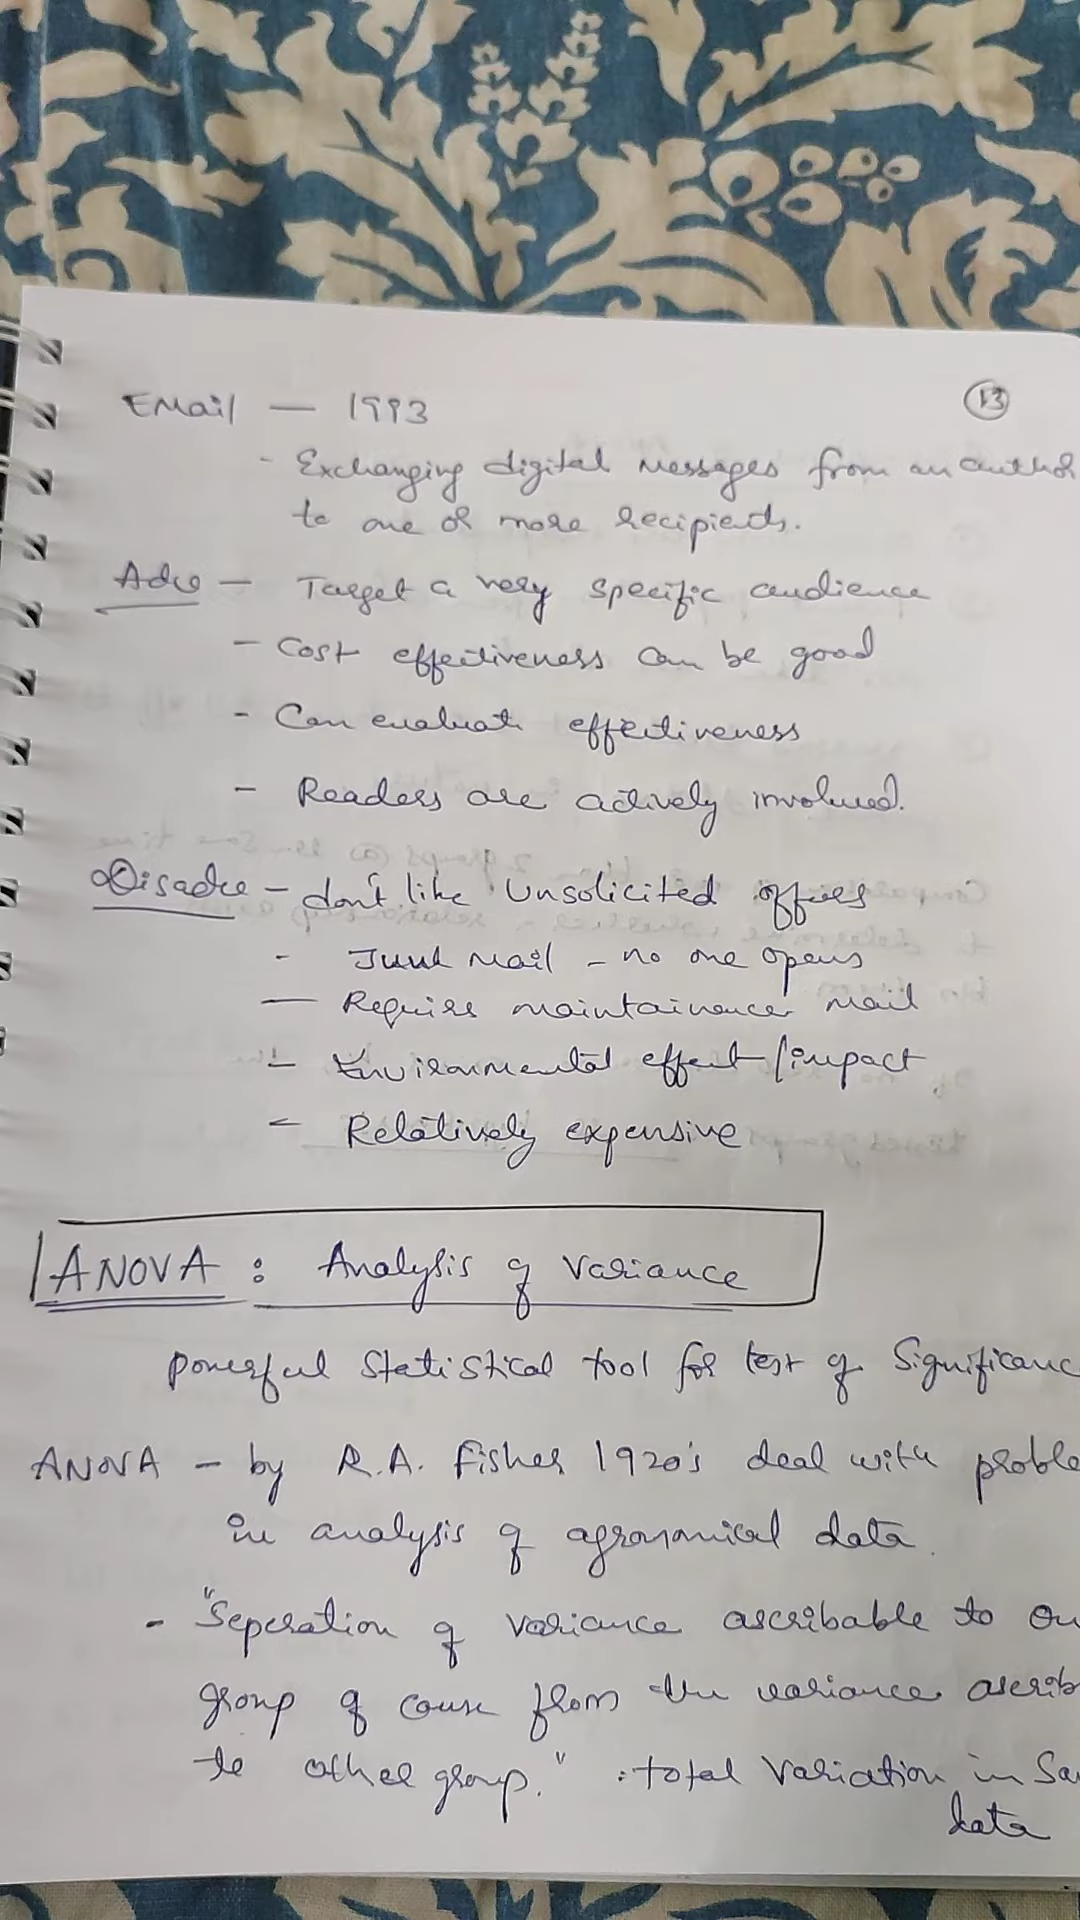 13
EMail — 1993
- Exchanging digital messages from an author
to one or more recipients.
Adv — Target a very specific audience
- Cost effectiveness can be good
- Can evaluate effectiveness
- Readers are actively involved.
Disadv — don't like Unsolicited offers
- Junk mail - no one opens
— Requires maintainence mail
- Environmental effect/impact
- Relatively expensive
ANOVA : Analysis of Variance
powerful Statistical tool for test of Significanc
ANOVA - by R.A. Fisher 1920's deal with proble
in analysis of agronomical data.
- "Seperation of variance ascribable to on
group of cause from the variance ascrib
to other group." : total Variation in Sa
data